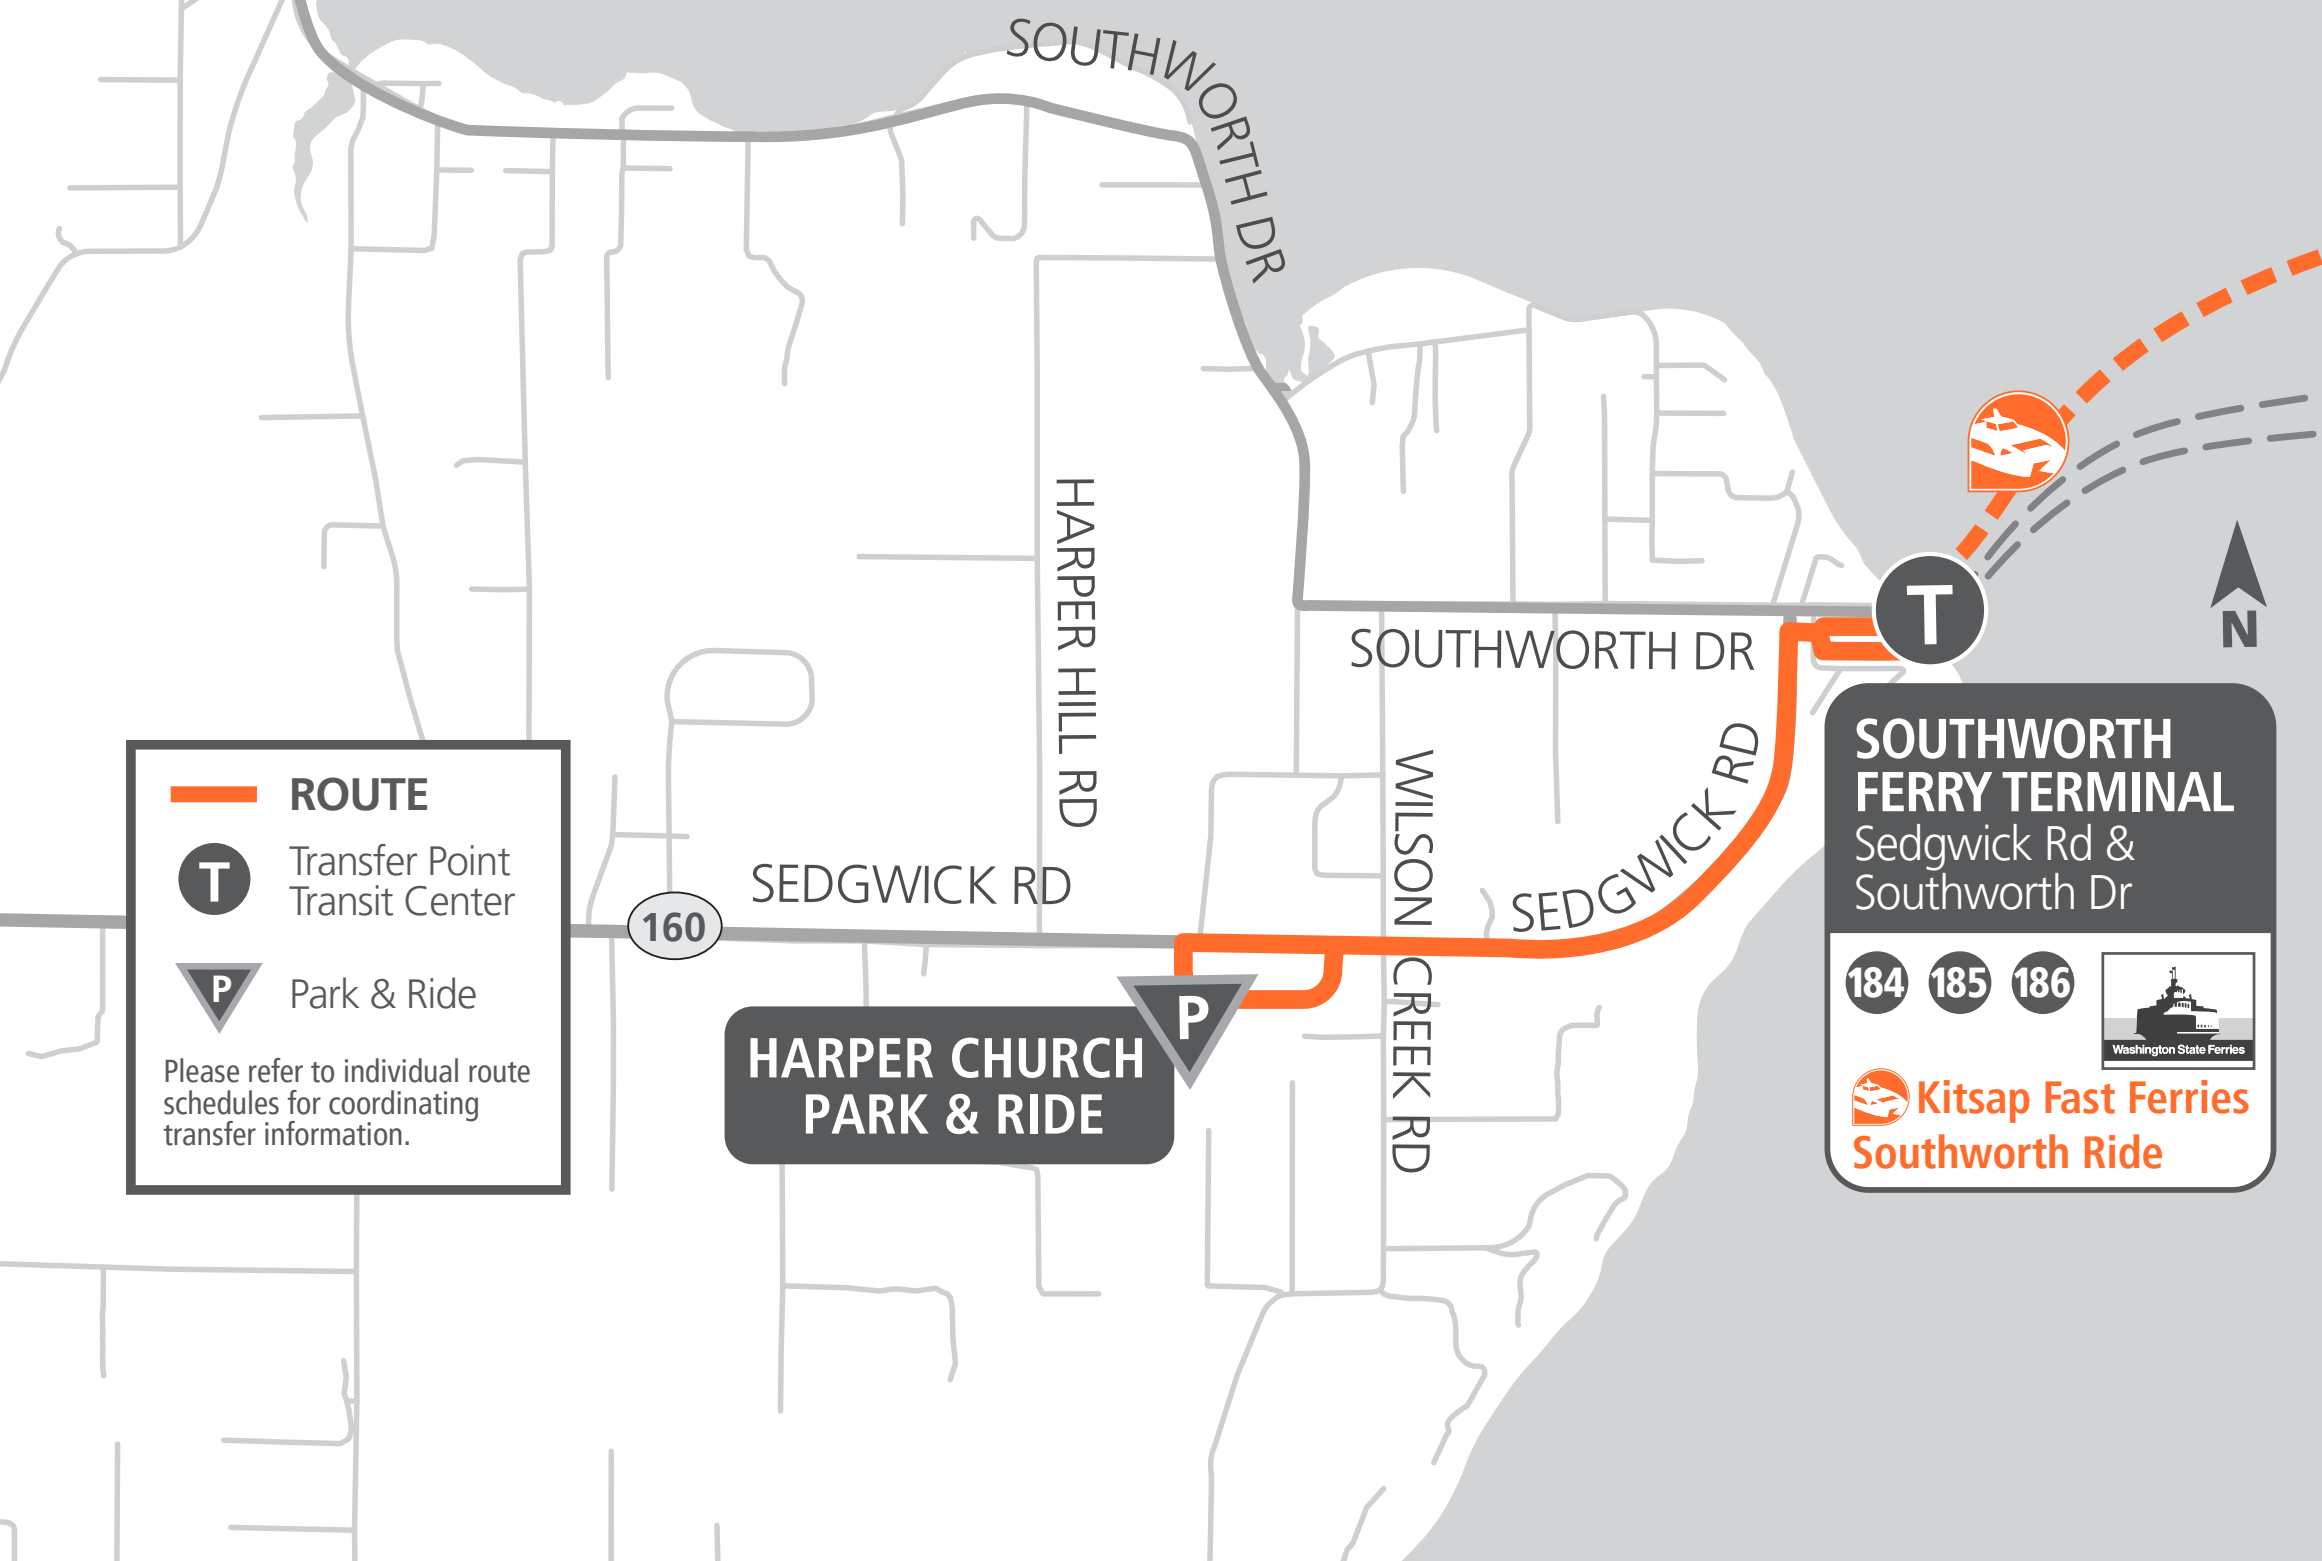 SOUTHWORTH DR
HARPER HILL RD
SOUTHWORTH DR
T
N
WILSON CREEK RD
SEDGWICK RD
SEDGWICK RD
160
P
HARPER CHURCH
PARK & RIDE
ROUTE
T
Transfer Point
Transit Center
P
Park & Ride
Please refer to individual route
schedules for coordinating
transfer information.
SOUTHWORTH
FERRY TERMINAL
Sedgwick Rd &
Southworth Dr
184 185 186
Washington State Ferries
Kitsap Fast Ferries
Southworth Ride